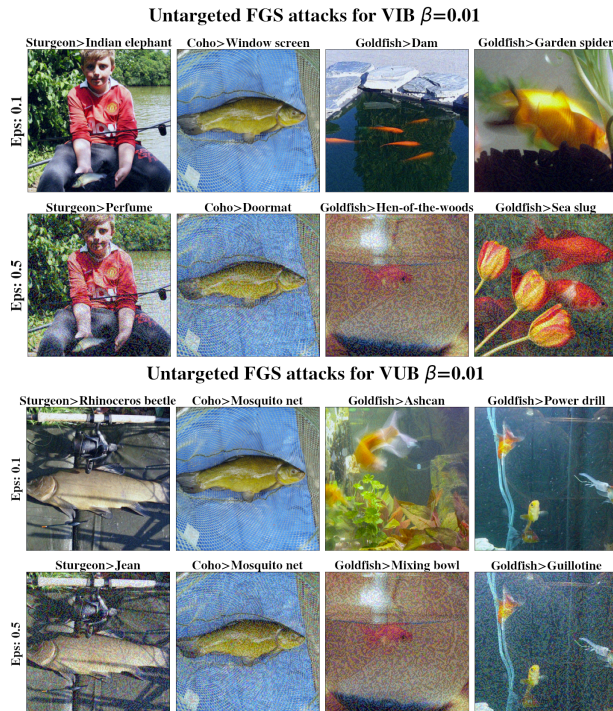 Untargeted FGS attacks for VIB β=0.01
Sturgeon>Indian elephant Coho>Window screen Goldfish>Dam Goldfish>Garden spider
Eps: 0.1
Sturgeon>Perfume Coho>Doormat Goldfish>Hen-of-the-woods Goldfish>Sea slug
Eps: 0.5
Untargeted FGS attacks for VUB β=0.01
Sturgeon>Rhinoceros beetle Coho>Mosquito net Goldfish>Ashcan Goldfish>Power drill
Eps: 0.1
Sturgeon>Jean Coho>Mosquito net Goldfish>Mixing bowl Goldfish>Guillotine
Eps: 0.5